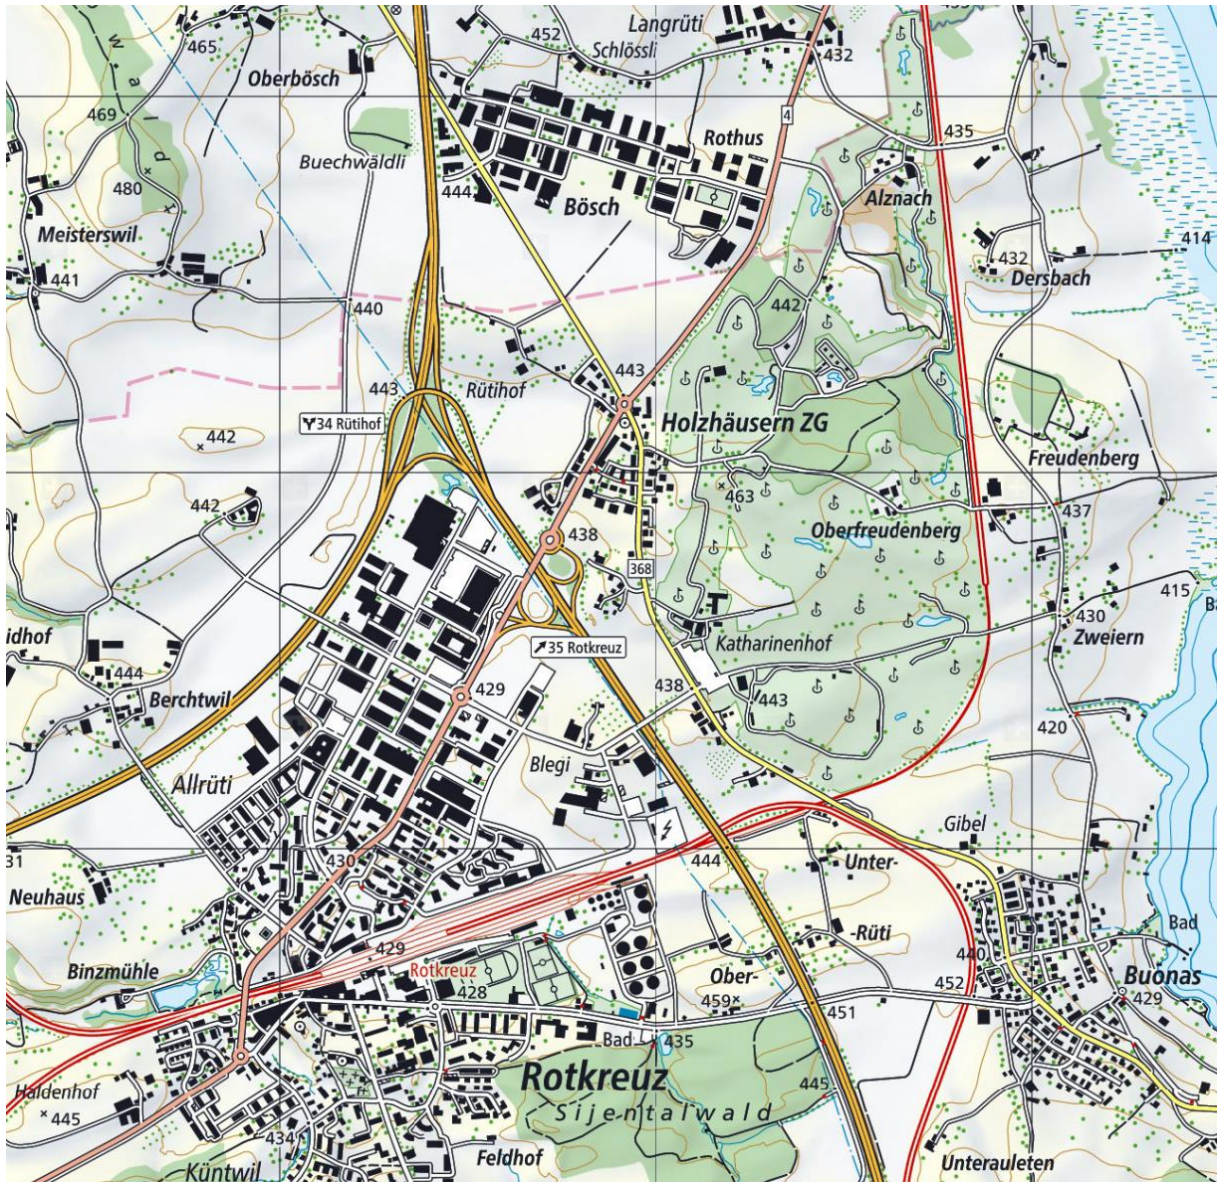 Langrüti
465
452
Schlössli
432
Oberbösch
469
wald
4
Rothus
435
Buechwäldli
480
444
Bösch
Alznach
Meisterswil
414
432
Dersbach
441
440
442
443
443
Rütihof
34 Rütihof
Holzhäusern ZG
442
463
Freudenberg
442
437
Oberfreudenberg
438
368
415
430
idhof
Katharinenhof
Zweiern
35 Rotkreuz
444
438
443
Berchtwil
429
420
Blegi
Allrüti
Gibel
31
430
444
Unter-
Neuhaus
-Rüti
Bad
429
440
Binzmühle
Rotkreuz
Ober-
Buonas
428
459
452
429
451
Bad
435
Rotkreuz
445
Haldenhof
Sijentalwald
445
434
Feldhof
Unterauleten
Küntwil